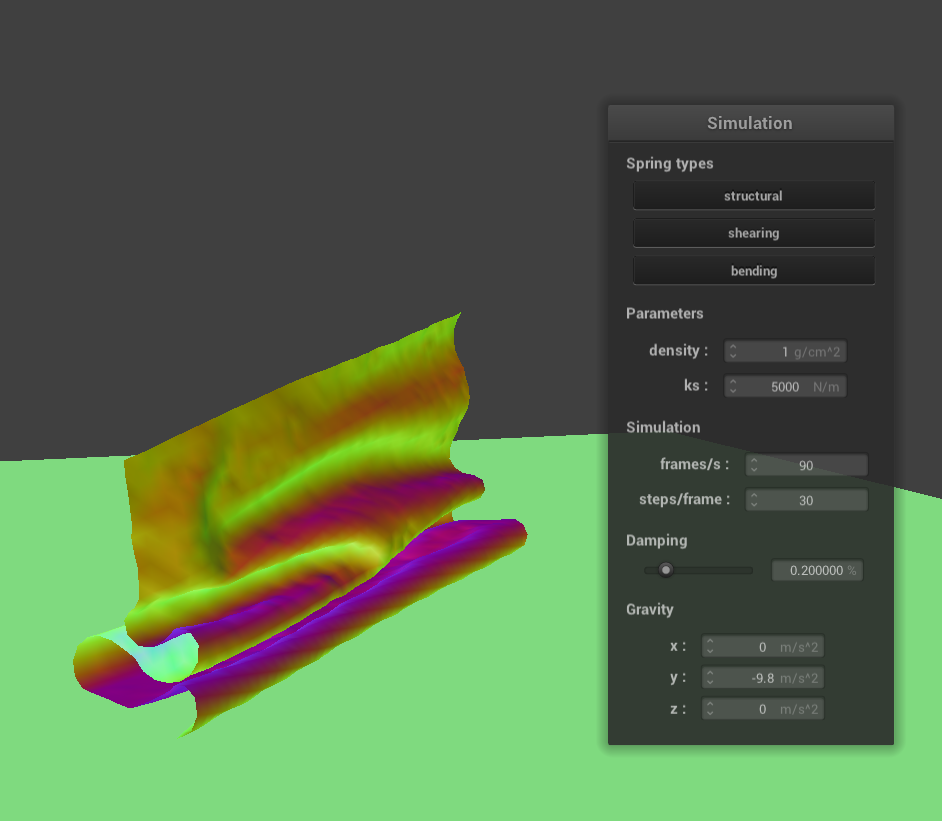 Simulation
Spring types
structural
shearing
bending
Parameters
density : 1 g/cm^2
ks : 5000 N/m
Simulation
frames/s : 90
steps/frame : 30
Damping
0.200000 %
Gravity
x : 0 m/s^2
y : -9.8 m/s^2
z : 0 m/s^2